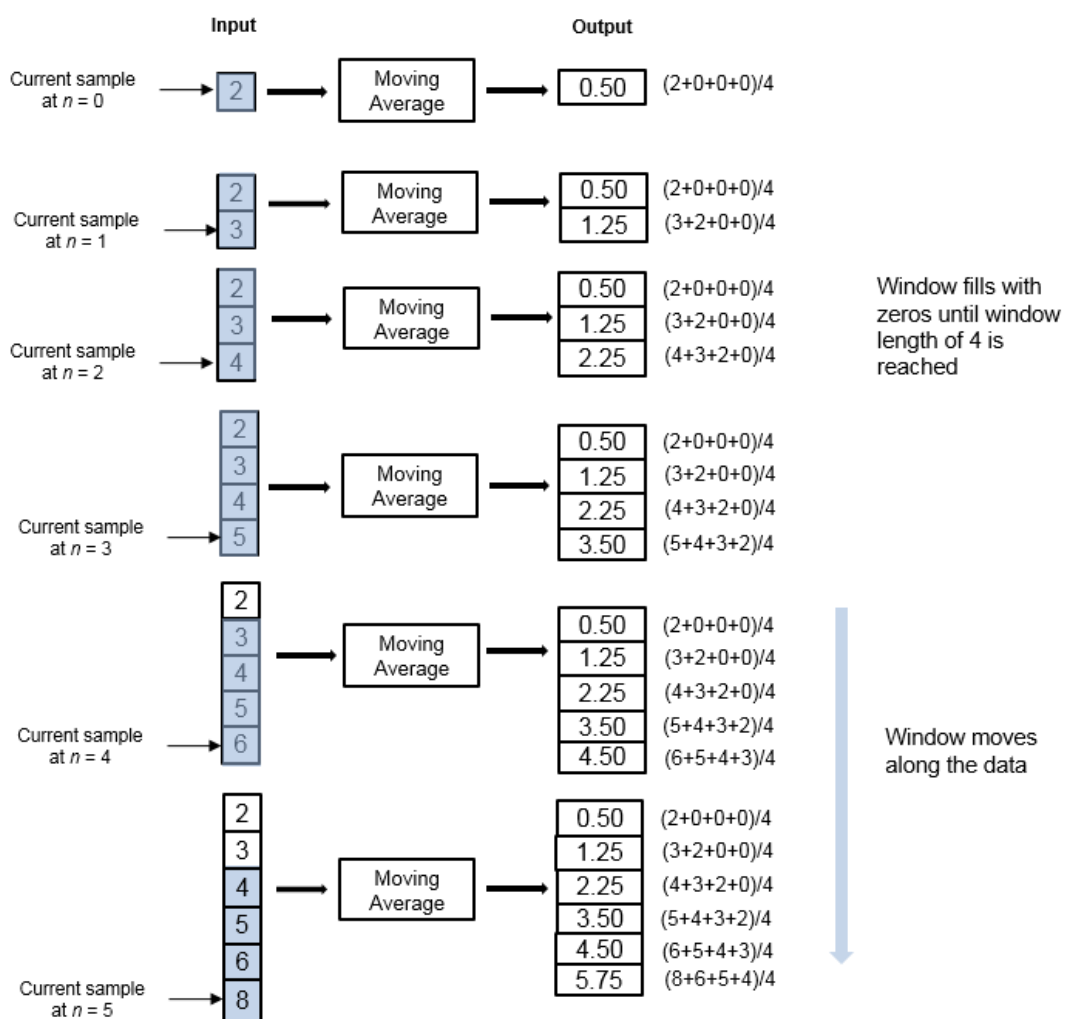 Input
Output
Current sample
at n = 0
2
Moving
Average
0.50
(2+0+0+0)/4
Current sample
at n = 1
2
3
Moving
Average
0.50
(2+0+0+0)/4
1.25
(3+2+0+0)/4
Current sample
at n = 2
2
3
4
Moving
Average
0.50
(2+0+0+0)/4
1.25
(3+2+0+0)/4
2.25
(4+3+2+0)/4
Window fills with
zeros until window
length of 4 is
reached
Current sample
at n = 3
2
3
4
5
Moving
Average
0.50
(2+0+0+0)/4
1.25
(3+2+0+0)/4
2.25
(4+3+2+0)/4
3.50
(5+4+3+2)/4
Current sample
at n = 4
2
3
4
5
6
Moving
Average
0.50
(2+0+0+0)/4
1.25
(3+2+0+0)/4
2.25
(4+3+2+0)/4
3.50
(5+4+3+2)/4
4.50
(6+5+4+3)/4
Window moves
along the data
Current sample
at n = 5
2
3
4
5
6
8
Moving
Average
0.50
(2+0+0+0)/4
1.25
(3+2+0+0)/4
2.25
(4+3+2+0)/4
3.50
(5+4+3+2)/4
4.50
(6+5+4+3)/4
5.75
(8+6+5+4)/4